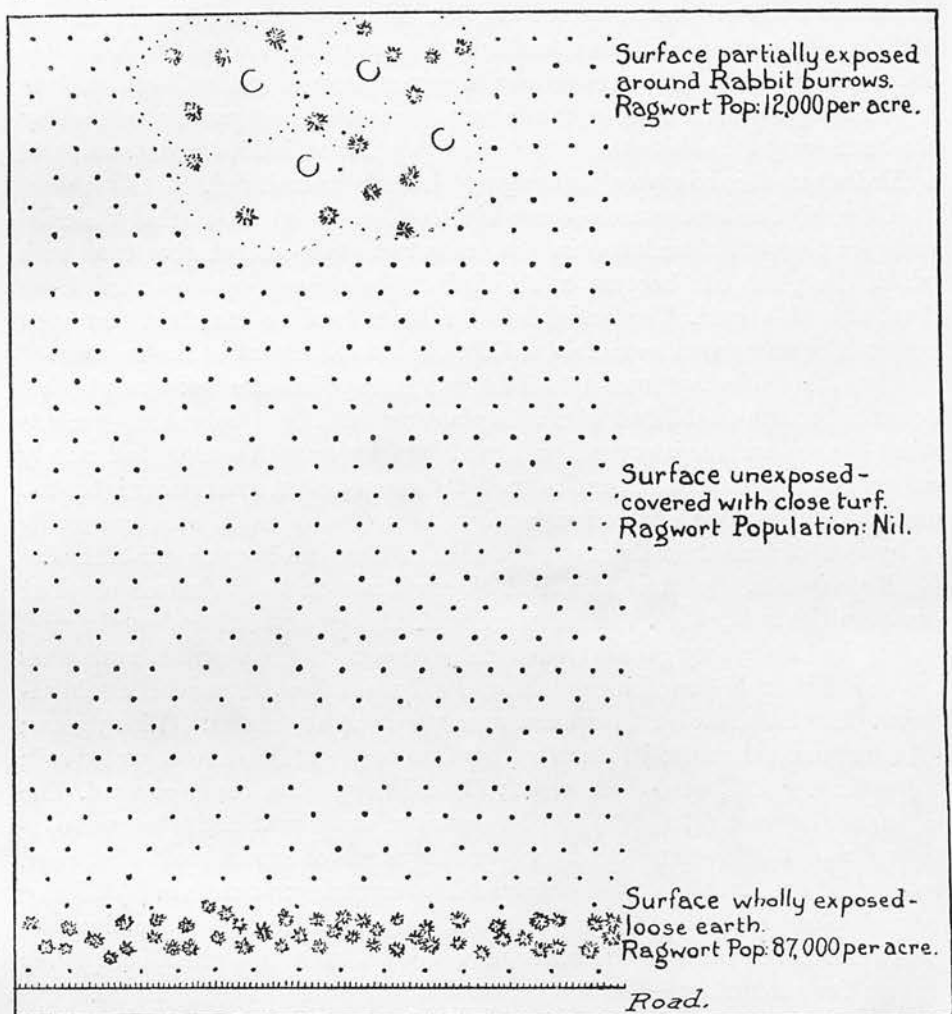 Surface partially exposed
around Rabbit burrows.
Ragwort Pop: 12,000 per acre.
Surface unexposed-
covered with close turf.
Ragwort Population: Nil.
Surface wholly exposed-
loose earth.
Ragwort Pop: 87,000 per acre.
Road.